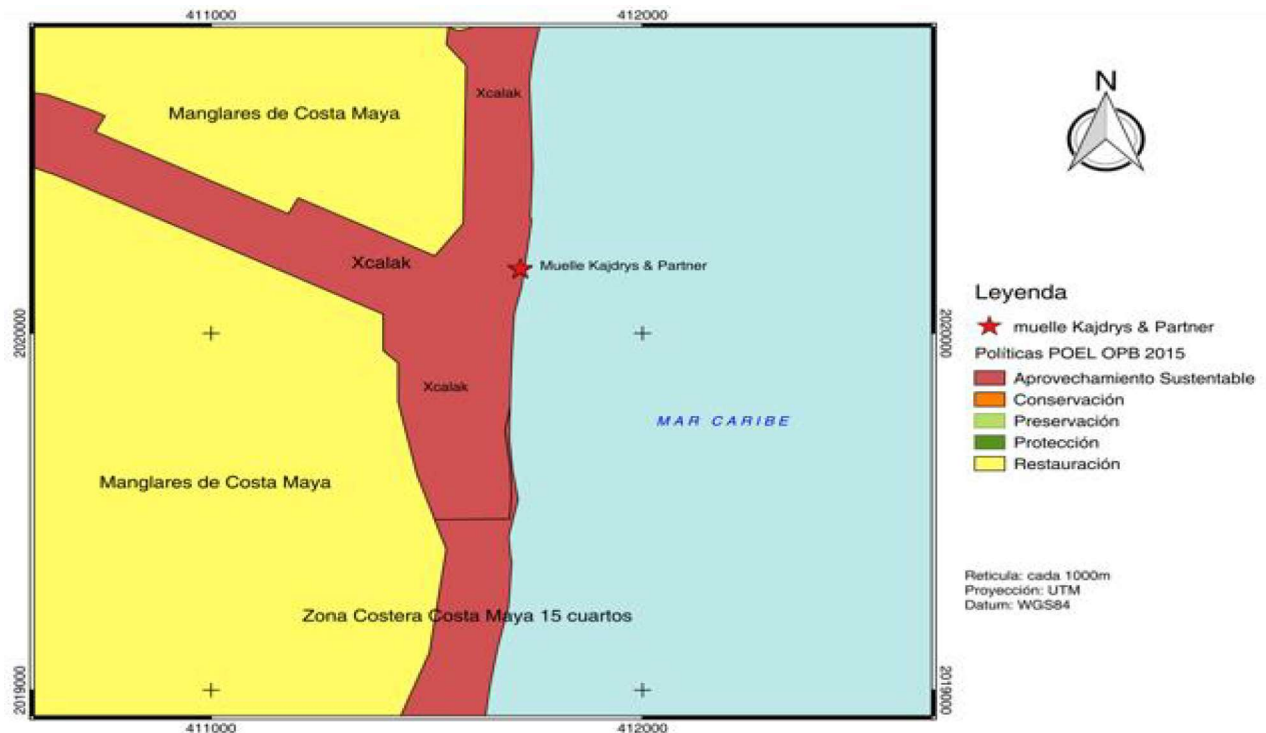 411000
412000
Manglares de Costa Maya
Xcalak
Xcalak
Muelle Kajdrys & Partner
2020000
2020000
Xcalak
MAR CARIBE
Manglares de Costa Maya
Zona Costera Costa Maya 15 cuartos
2019000
2019000
411000
412000
N
Leyenda
muelle Kajdrys & Partner
Políticas POEL OPB 2015
Aprovechamiento Sustentable
Conservación
Preservación
Protección
Restauración
Reticula: cada 1000m
Proyección: UTM
Datum: WGS84